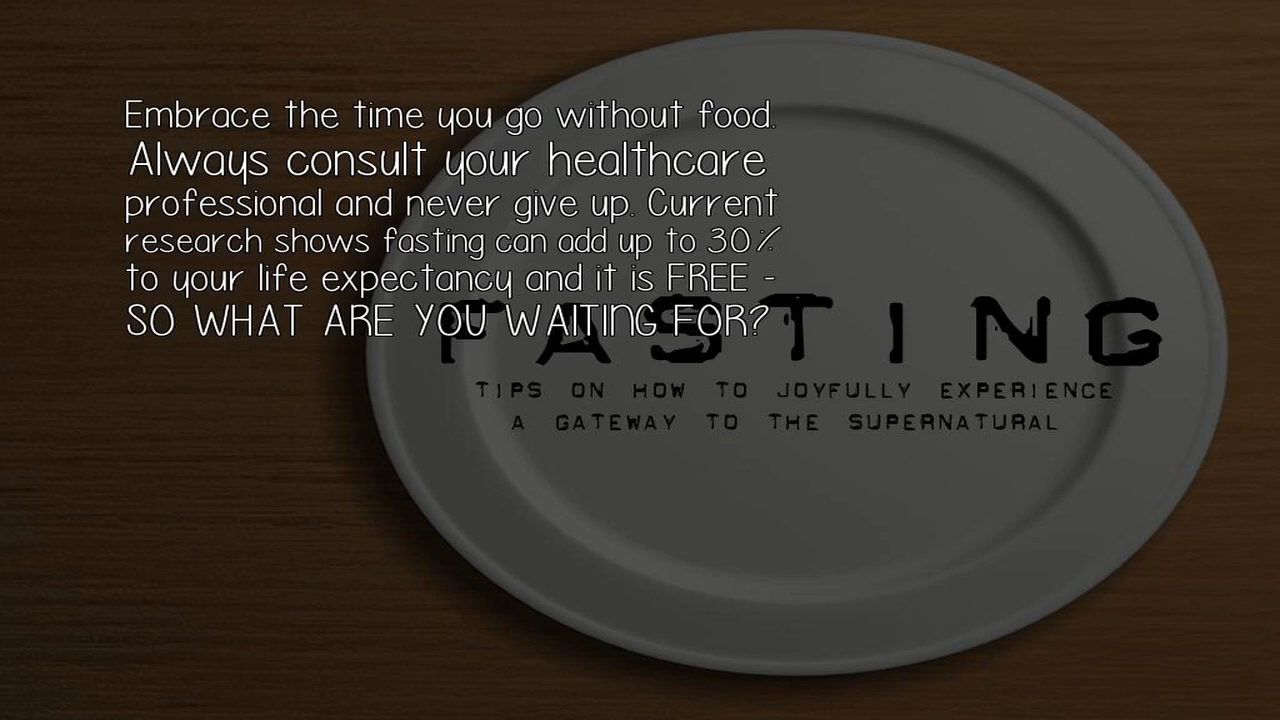 Embrace the time you go without food.
Always consult your healthcare
professional and never give up. Current
research shows fasting can add up to 30%
to your life expectancy and it is FREE -
SO WHAT ARE YOU WAITING FOR?
FASTING
TIPS ON HOW TO JOYFULLY EXPERIENCE
A GATEWAY TO THE SUPERNATURAL